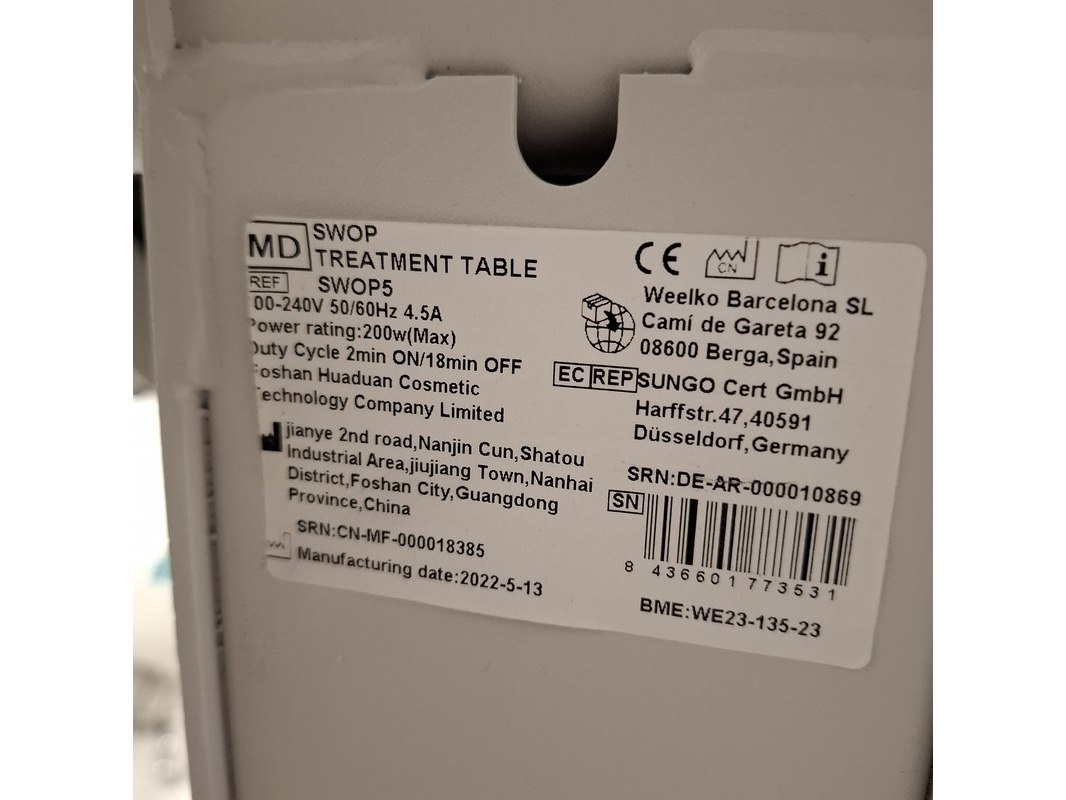 MD SWOP
TREATMENT TABLE
REF SWOP5
00-240V 50/60Hz 4.5A
Power rating:200w(Max)
Duty Cycle 2min ON/18min OFF
Foshan Huaduan Cosmetic
Technology Company Limited
jianye 2nd road,Nanjin Cun,Shatou
Industrial Area,jiujiang Town,Nanhai
District,Foshan City,Guangdong
Province,China
SRN:CN-MF-000018385
Manufacturing date:2022-5-13
CE CN i
Weelko Barcelona SL
Camí de Gareta 92
08600 Berga,Spain
EC REP SUNGO Cert GmbH
Harffstr.47,40591
Düsseldorf,Germany
SRN:DE-AR-000010869
SN
8 436601 773531
BME:WE23-135-23